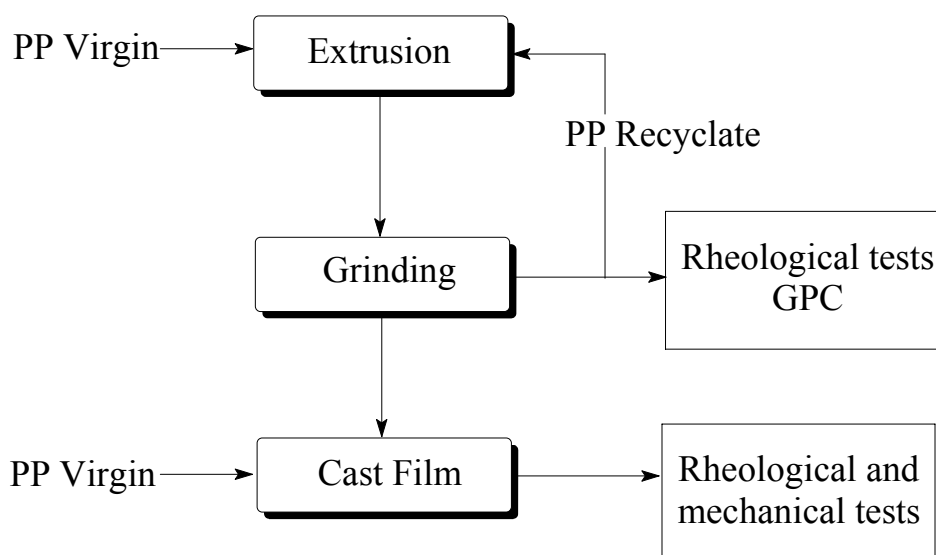 PP Virgin
Extrusion
PP Recyclate
Grinding
Rheological tests
GPC
PP Virgin
Cast Film
Rheological and
mechanical tests